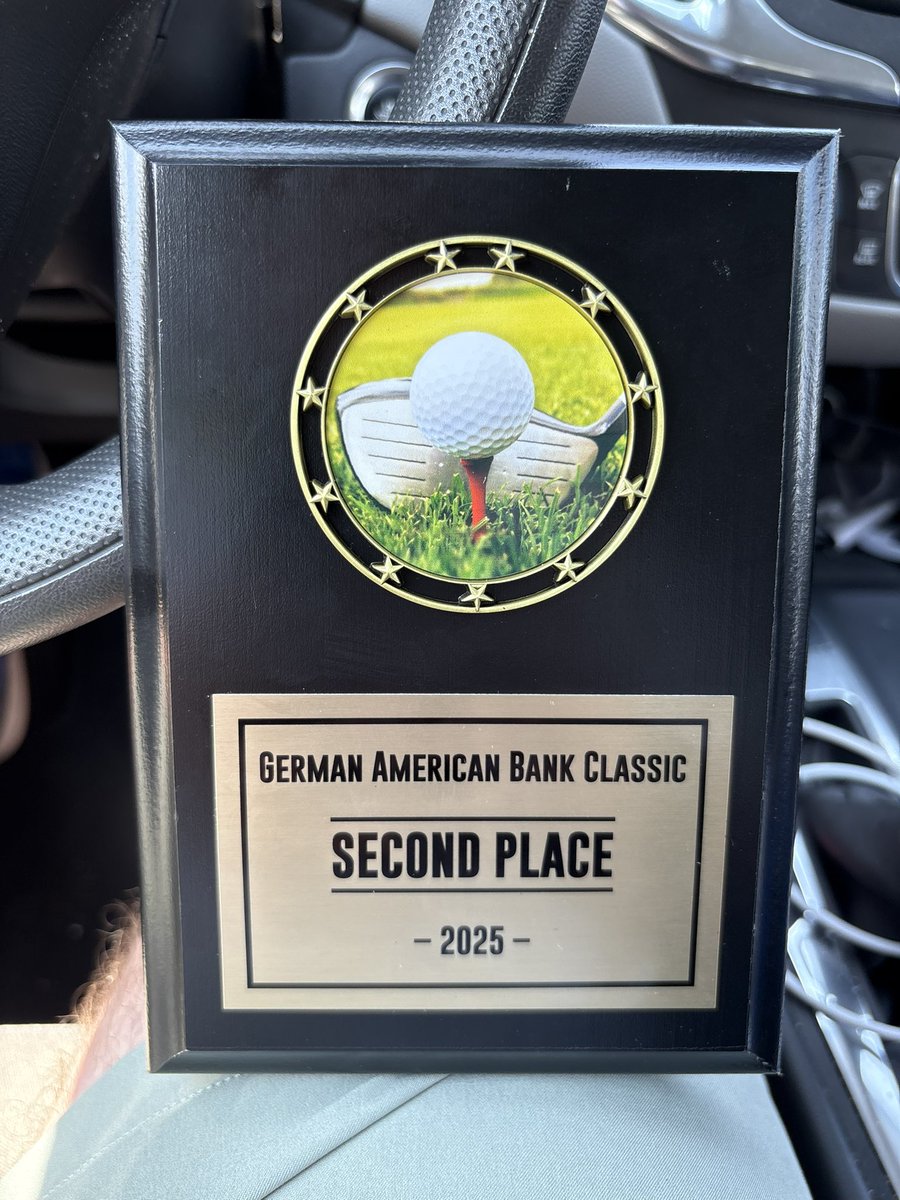 German American Bank Classic
SECOND PLACE
– 2025 –